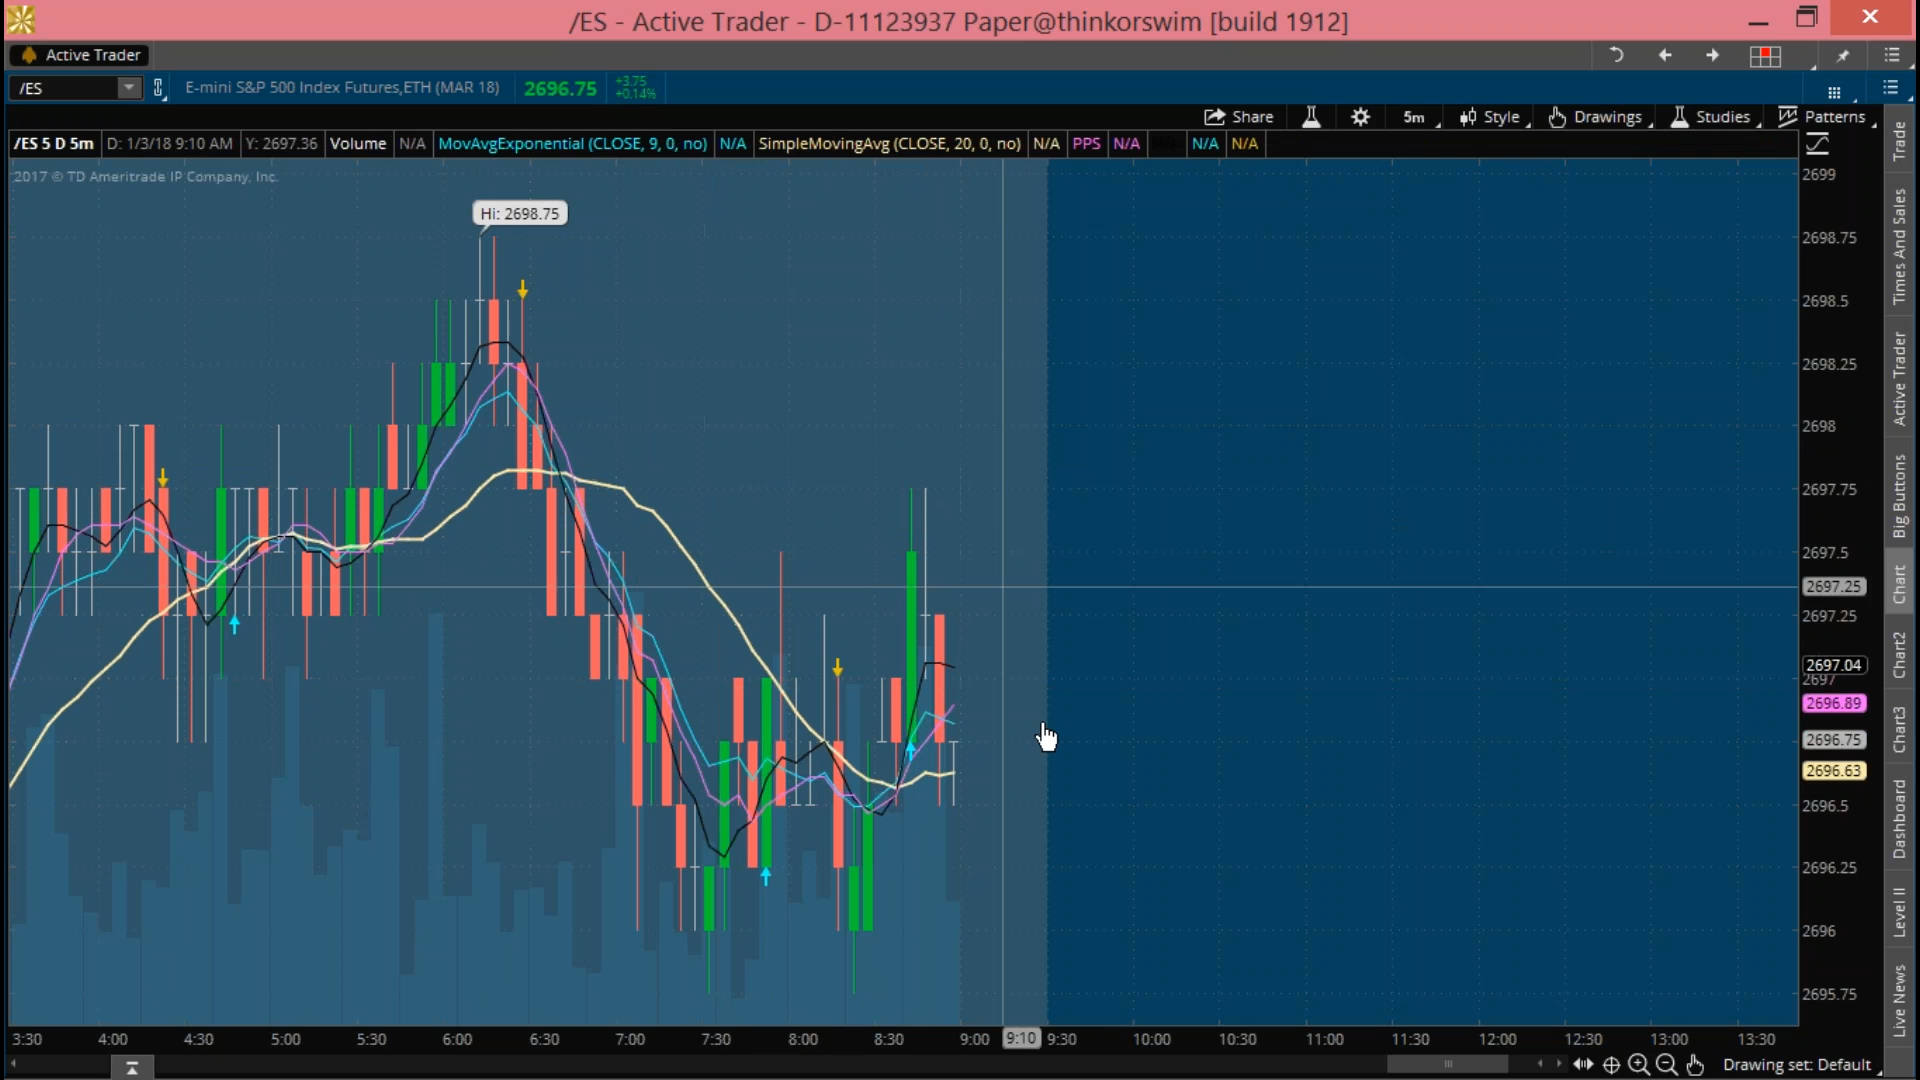 /ES - Active Trader - D-11123937 Paper@thinkorswim [build 1912]
Active Trader
/ES E-mini S&P 500 Index Futures,ETH (MAR 18) 2696.75 +3.75 +0.14%
Share 5m Style Drawings Studies Patterns
/ES 5 D 5m D: 1/3/18 9:10 AM Y: 2697.36 Volume N/A MovAvgExponential (CLOSE, 9, 0, no) N/A SimpleMovingAvg (CLOSE, 20, 0, no) N/A PPS N/A N/A N/A
2017 © TD Ameritrade IP Company, Inc.
Hi: 2698.75
2699
2698.75
2698.5
2698.25
2698
2697.75
2697.5
2697.25
2697.25
2697.04
2697
2696.89
2696.75
2696.63
2696.5
2696.25
2696
2695.75
Trade
Times And Sales
Active Trader
Big Buttons
Chart
Chart2
Chart3
Dashboard
Level II
Live News
3:30 4:00 4:30 5:00 5:30 6:00 6:30 7:00 7:30 8:00 8:30 9:00 9:10 9:30 10:00 10:30 11:00 11:30 12:00 12:30 13:00 13:30
Drawing set: Default